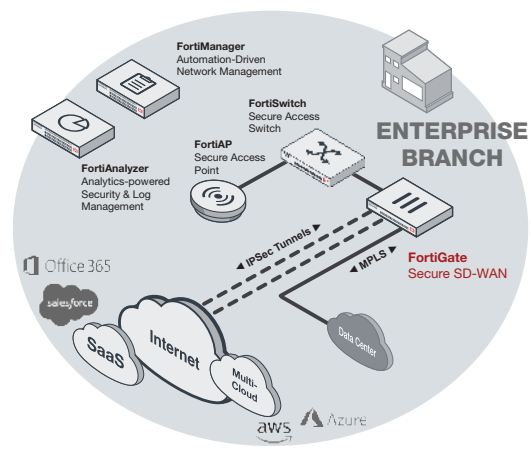 FortiManager
Automation-Driven
Network Management
FortiSwitch
Secure Access
Switch
ENTERPRISE
BRANCH
FortiAP
Secure Access
Point
FortiAnalyzer
Analytics-powered
Security & Log
Management
IPSec Tunnels
MPLS
FortiGate
Secure SD-WAN
Office 365
salesforce
SaaS
Internet
Multi-
Cloud
Data Center
aws
Azure